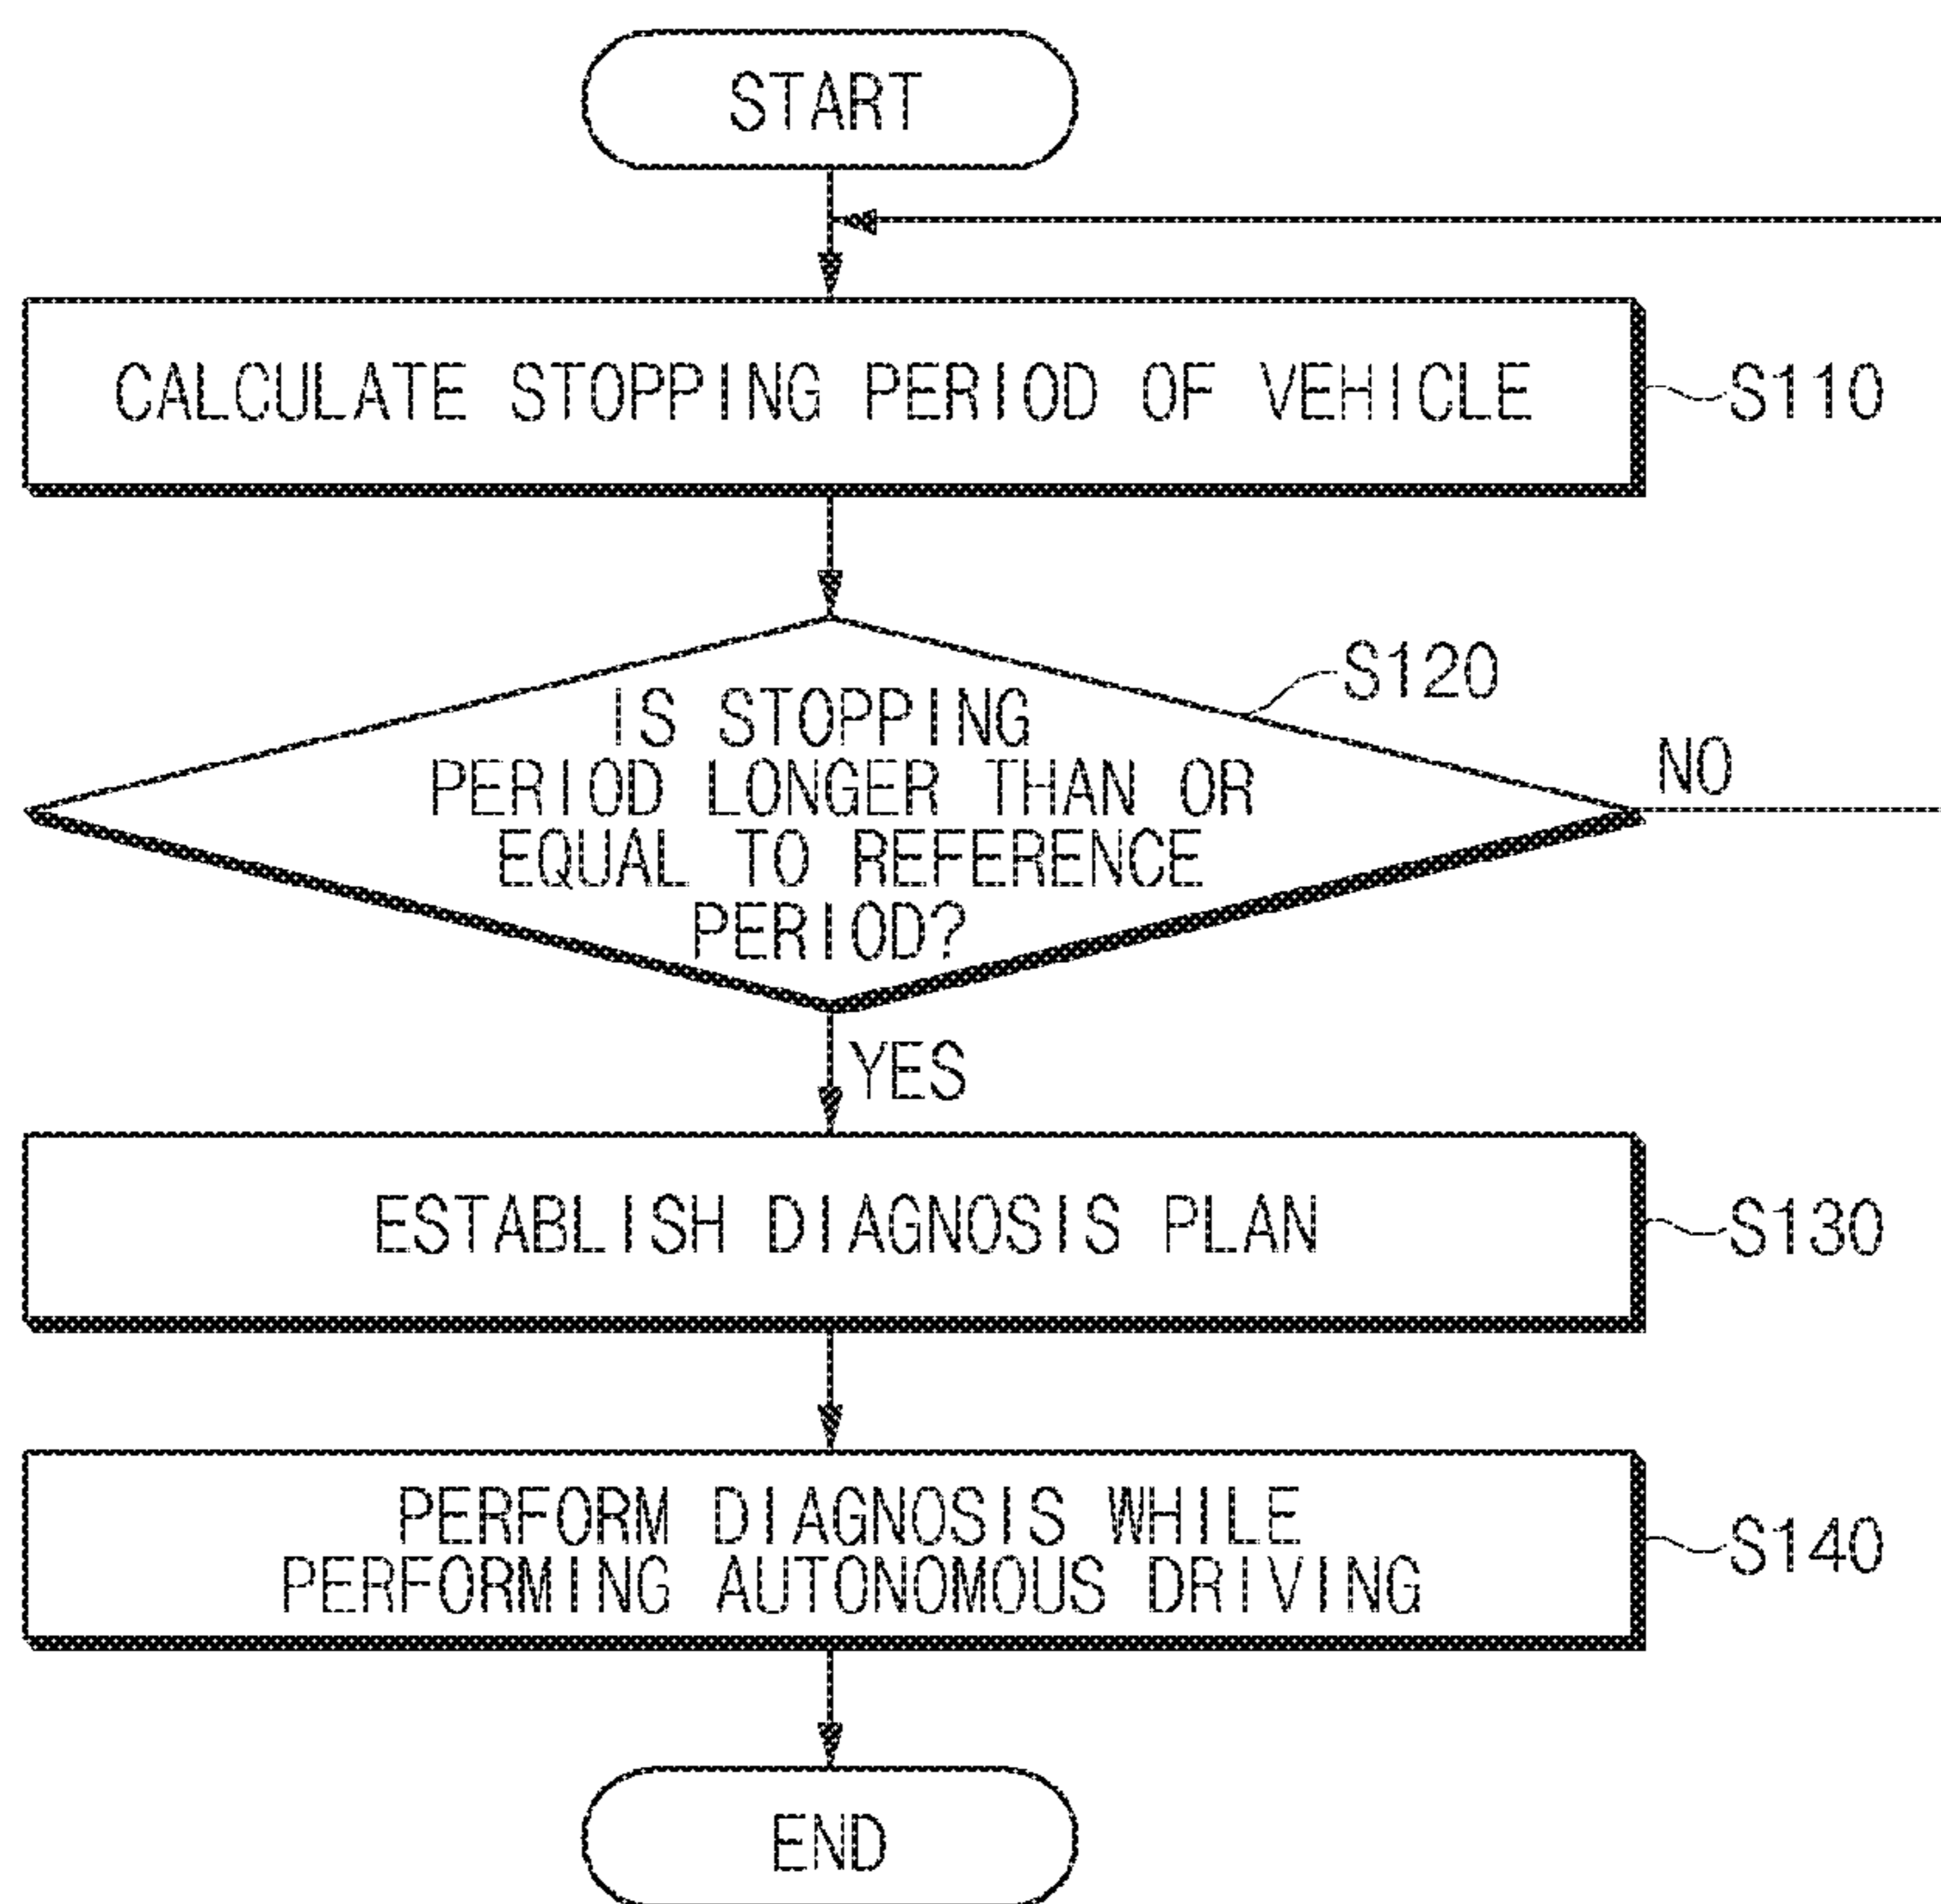 START
CALCULATE STOPPING PERIOD OF VEHICLE
S110
S120
IS STOPPING
PERIOD LONGER THAN OR
EQUAL TO REFERENCE
PERIOD?
NO
YES
ESTABLISH DIAGNOSIS PLAN
S130
PERFORM DIAGNOSIS WHILE
PERFORMING AUTONOMOUS DRIVING
S140
END